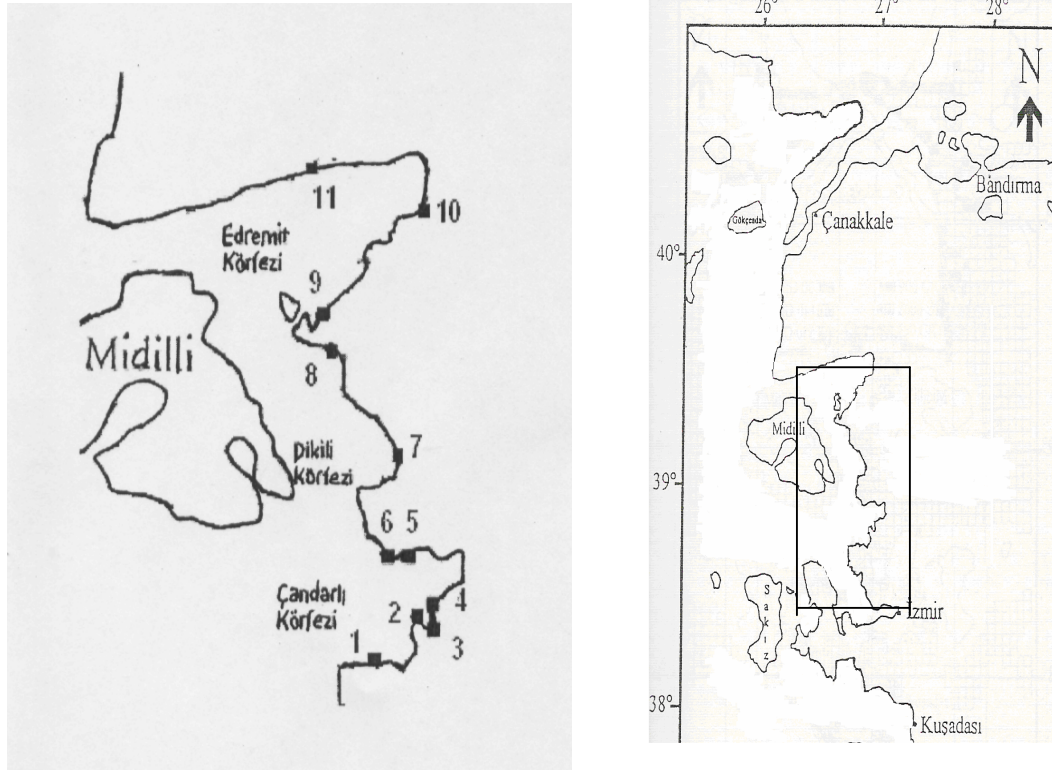 11
10
Edremit
Körfezi
9
Midilli
8
7
Dikili
Körfezi
6 5
Çandarlı
Körfezi
4
2
3
1
26° 27° 28°
N
Bandırma
Gökçeada
Çanakkale
40°
Midilli
39°
Sakız
İzmir
38°
Kuşadası